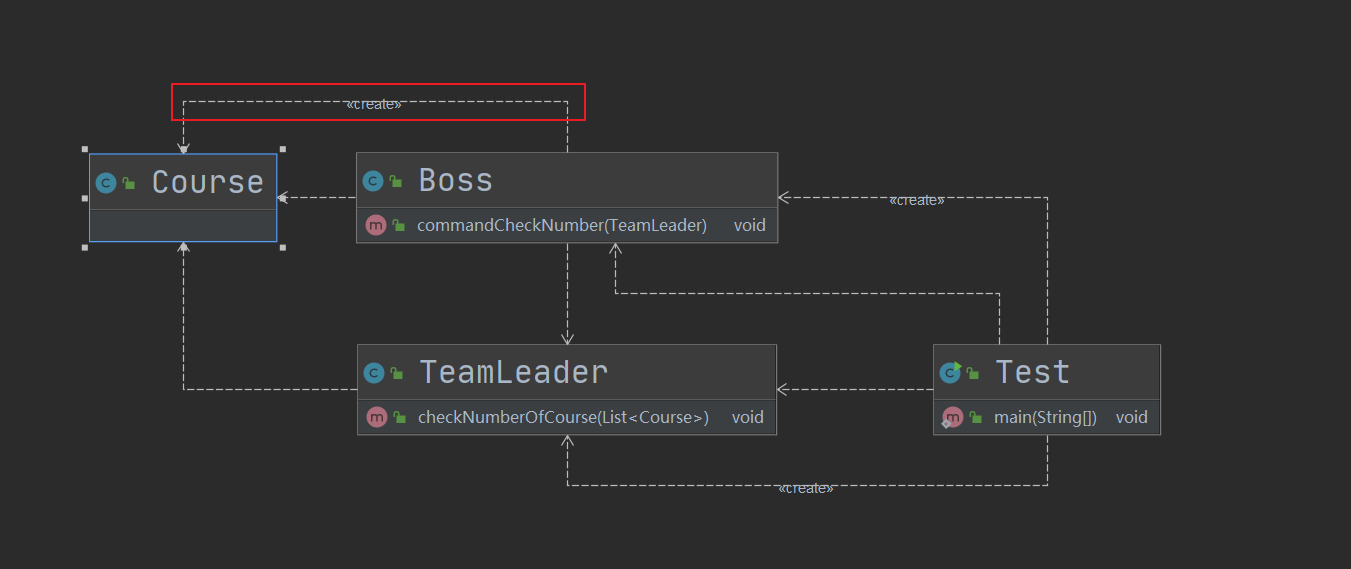 «create»
Course
Boss
commandCheckNumber(TeamLeader) void
«create»
TeamLeader
checkNumberOfCourse(List<Course>) void
Test
main(String[]) void
«create»